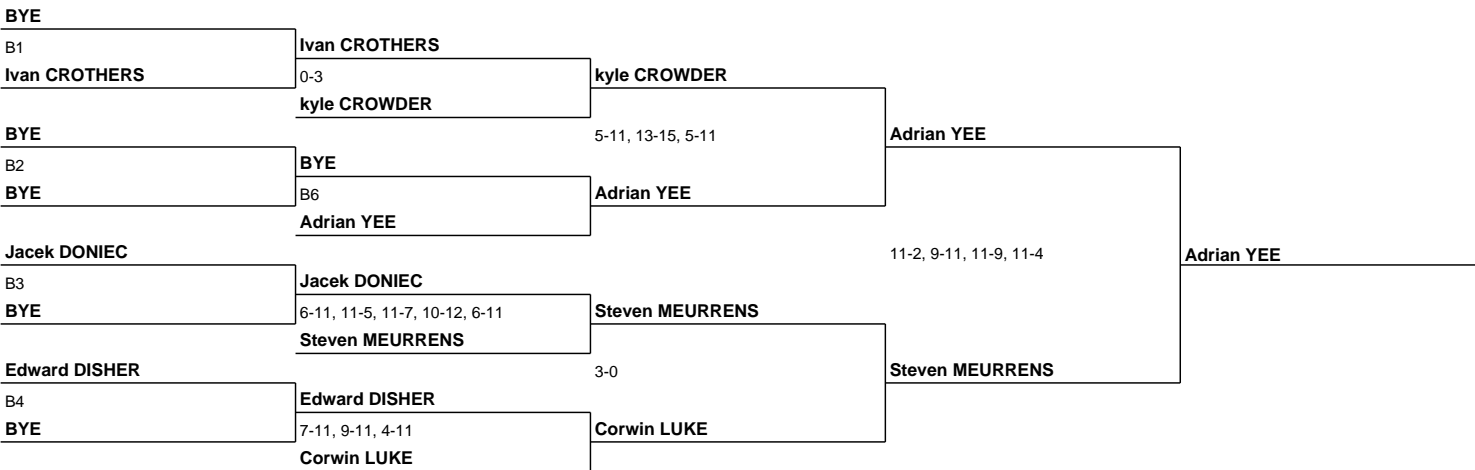 BYE
B1
Ivan CROTHERS
Ivan CROTHERS
0-3
kyle CROWDER
kyle CROWDER
BYE
B2
BYE
BYE
B6
Adrian YEE
5-11, 13-15, 5-11
Adrian YEE
Adrian YEE
Jacek DONIEC
B3
BYE
Jacek DONIEC
6-11, 11-5, 11-7, 10-12, 6-11
Steven MEURRENS
Steven MEURRENS
11-2, 9-11, 11-9, 11-4
Adrian YEE
Edward DISHER
B4
BYE
Edward DISHER
7-11, 9-11, 4-11
Corwin LUKE
3-0
Corwin LUKE
Steven MEURRENS